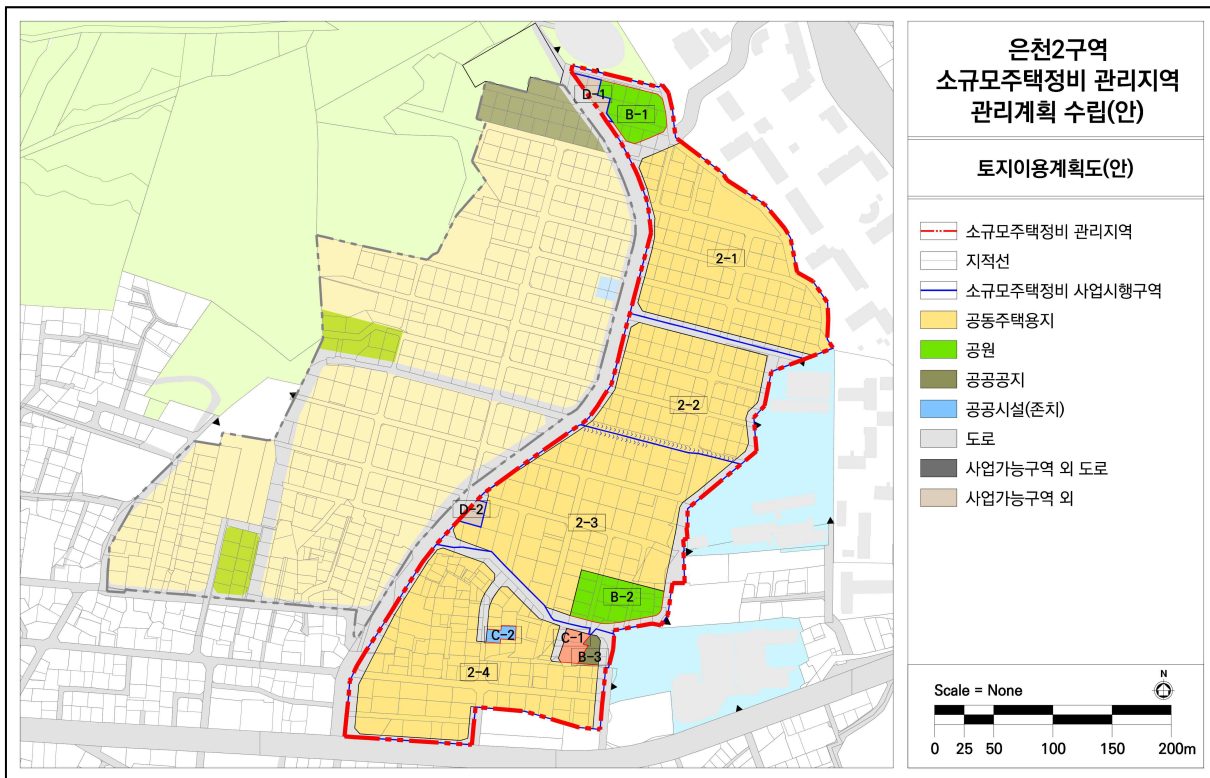 은천2구역
소규모주택정비 관리지역
관리계획 수립(안)
토지이용계획도(안)
소규모주택정비 관리지역
지적선
소규모주택정비 사업시행구역
공동주택용지
공원
공공공지
공공시설(존치)
도로
사업가능구역 외 도로
사업가능구역 외
N
Scale = None
0 25 50 100 150 200m
D-1
B-1
2-1
2-2
D-2
2-3
B-2
C-2
C-1
B-3
2-4